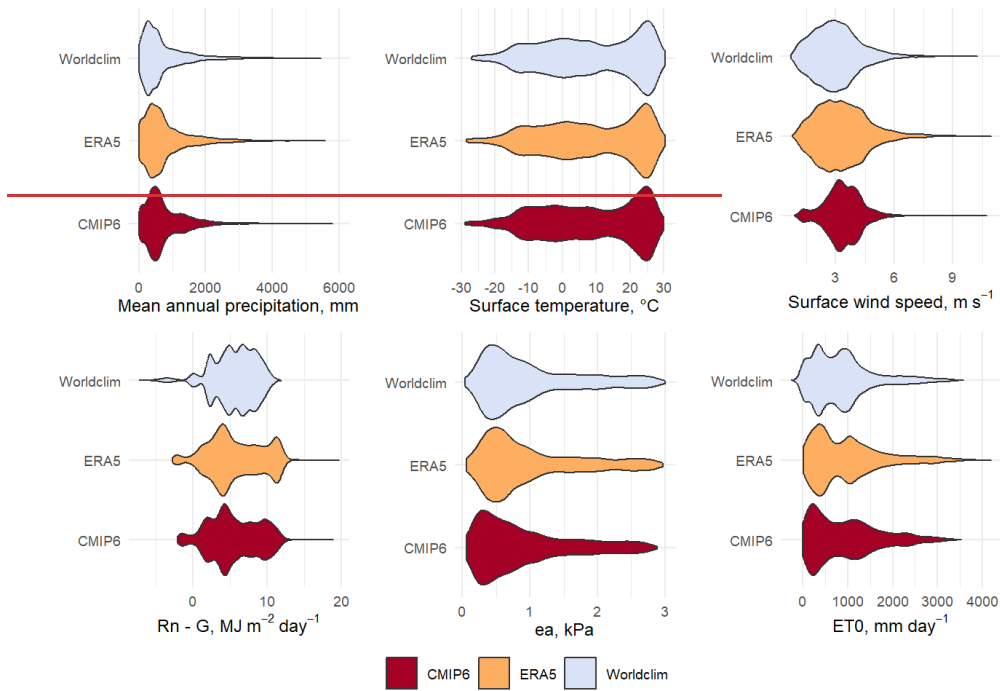 Worldclim
ERA5
CMIP6
0 2000 4000 6000
Mean annual precipitation, mm
Worldclim
ERA5
CMIP6
-30 -20 -10 0 10 20 30
Surface temperature, °C
Worldclim
ERA5
CMIP6
3 6 9
Surface wind speed, m s⁻¹
Worldclim
ERA5
CMIP6
0 10 20
Rn - G, MJ m⁻² day⁻¹
Worldclim
ERA5
CMIP6
0 1 2 3
ea, kPa
Worldclim
ERA5
CMIP6
0 1000 2000 3000 4000
ET0, mm day⁻¹
CMIP6 ERA5 Worldclim